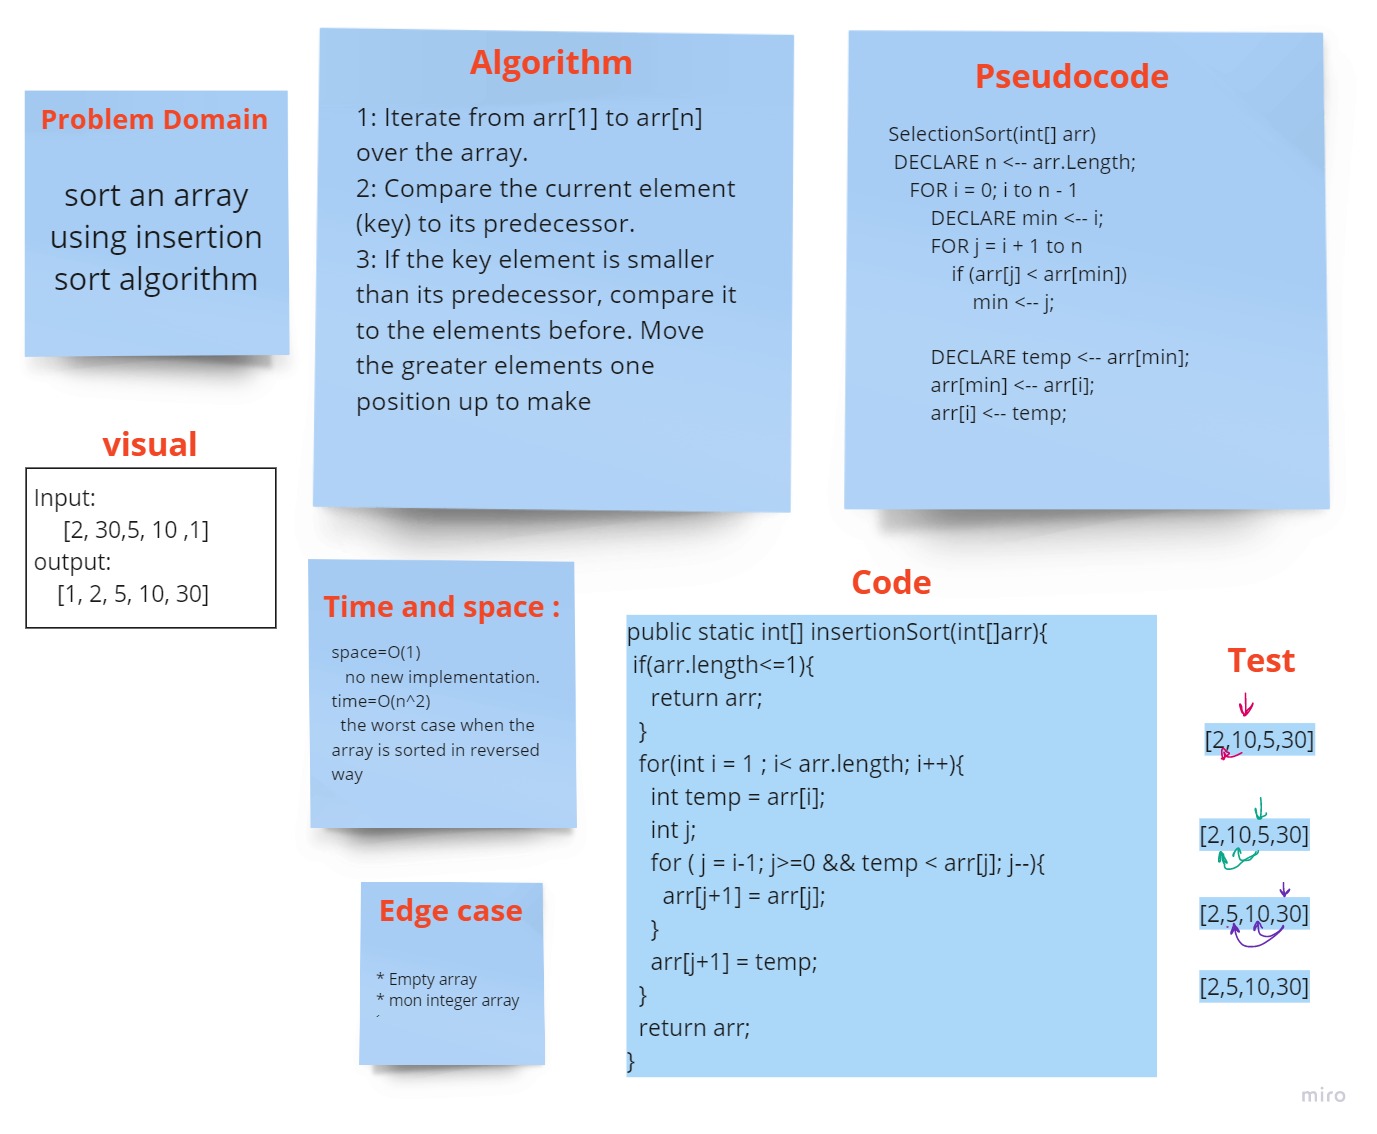 Problem Domain
sort an array
using insertion
sort algorithm
Algorithm
1: Iterate from arr[1] to arr[n]
over the array.
2: Compare the current element
(key) to its predecessor.
3: If the key element is smaller
than its predecessor, compare it
to the elements before. Move
the greater elements one
position up to make
Pseudocode
SelectionSort(int[] arr)
DECLARE n <-- arr.Length;
FOR i = 0; i to n - 1
DECLARE min <-- i;
FOR j = i + 1 to n
if (arr[j] < arr[min])
min <-- j;
DECLARE temp <-- arr[min];
arr[min] <-- arr[i];
arr[i] <-- temp;
visual
Input:
[2, 30,5, 10 ,1]
output:
[1, 2, 5, 10, 30]
Time and space :
space=O(1)
no new implementation.
time=O(n^2)
the worst case when the
array is sorted in reversed
way
Edge case
* Empty array
* mon integer array
Code
public static int[] insertionSort(int[]arr){
if(arr.length<=1){
return arr;
}
for(int i = 1 ; i< arr.length; i++){
int temp = arr[i];
int j;
for ( j = i-1; j>=0 && temp < arr[j]; j--){
arr[j+1] = arr[j];
}
arr[j+1] = temp;
}
return arr;
}
Test
[2,10,5,30]
[2,10,5,30]
[2,5,10,30]
[2,5,10,30]
miro